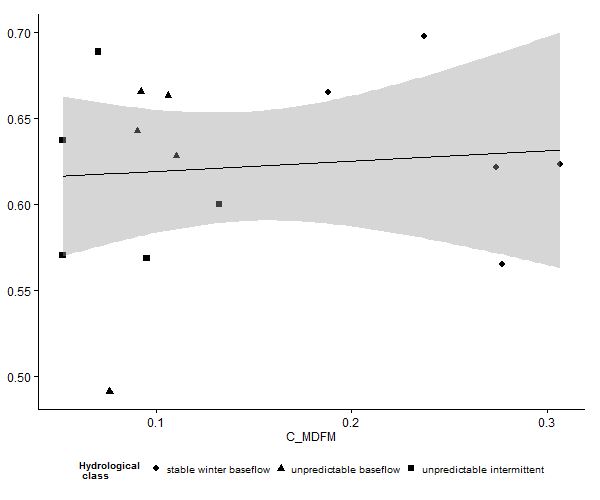 0.70
0.65
0.60
0.55
0.50
0.1 0.2 0.3
C_MDFM
Hydrological
class
stable winter baseflow unpredictable baseflow unpredictable intermittent